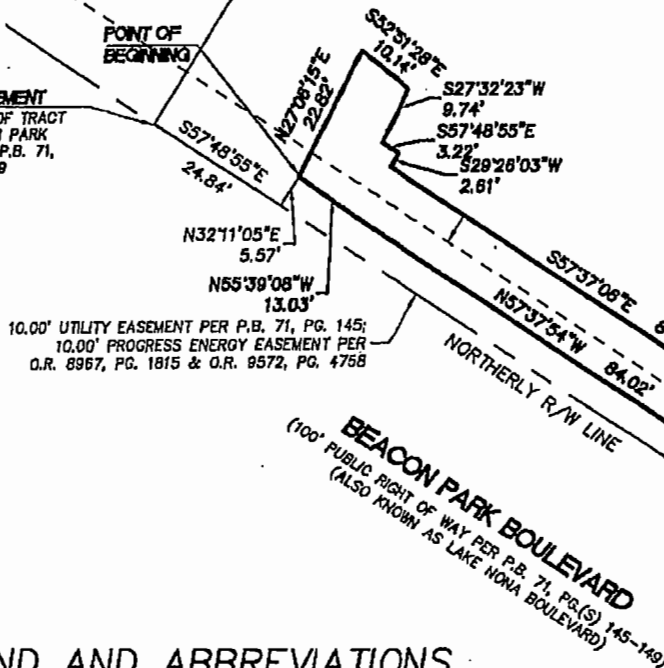 POINT OF
BEGINNING
EMENT
OF TRACT
PARK
P.B. 71,
9
S57°48'55"E
24.84'
N27°06'15"E
22.82'
S52°51'28"E
10.14'
S27°32'23"W
9.74'
S57°48'55"E
3.22'
S29°26'03"W
2.61'
N32°11'05"E
5.57'
N55°39'08"W
13.03'
S57°37'06"E
8
N57°37'54"W
84.02'
10.00' UTILITY EASEMENT PER P.B. 71, PG. 145;
10.00' PROGRESS ENERGY EASEMENT PER
O.R. 8967, PG. 1815 & O.R. 9572, PG. 4758
NORTHERLY R/W LINE
BEACON PARK BOULEVARD
(100' PUBLIC RIGHT OF WAY PER P.B. 71, PG.(S) 145-149)
(ALSO KNOWN AS LAKE NONA BOULEVARD)
ND AND ABBREVIATIONS